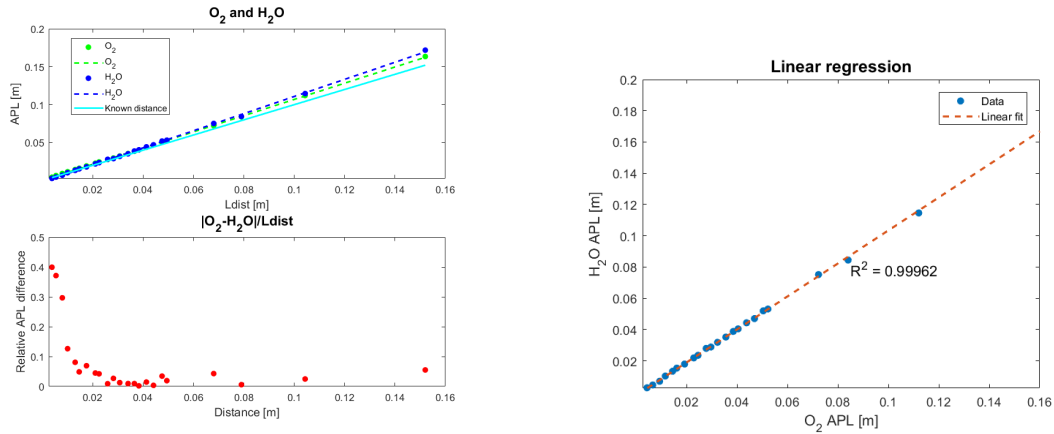 O₂ and H₂O
0.2
0.15
0.1
0.05
APL [m]
O₂
O₂
H₂O
H₂O
Known distance
0.02 0.04 0.06 0.08 0.1 0.12 0.14 0.16
Ldist [m]
|O₂-H₂O|/Ldist
0.5
0.4
0.3
0.2
0.1
0
Relative APL difference
0.02 0.04 0.06 0.08 0.1 0.12 0.14 0.16
Distance [m]
Linear regression
0.2
0.18
0.16
0.14
0.12
0.1
0.08
0.06
0.04
0.02
H₂O APL [m]
Data
Linear fit
R² = 0.99962
0.02 0.04 0.06 0.08 0.1 0.12 0.14 0.16
O₂ APL [m]